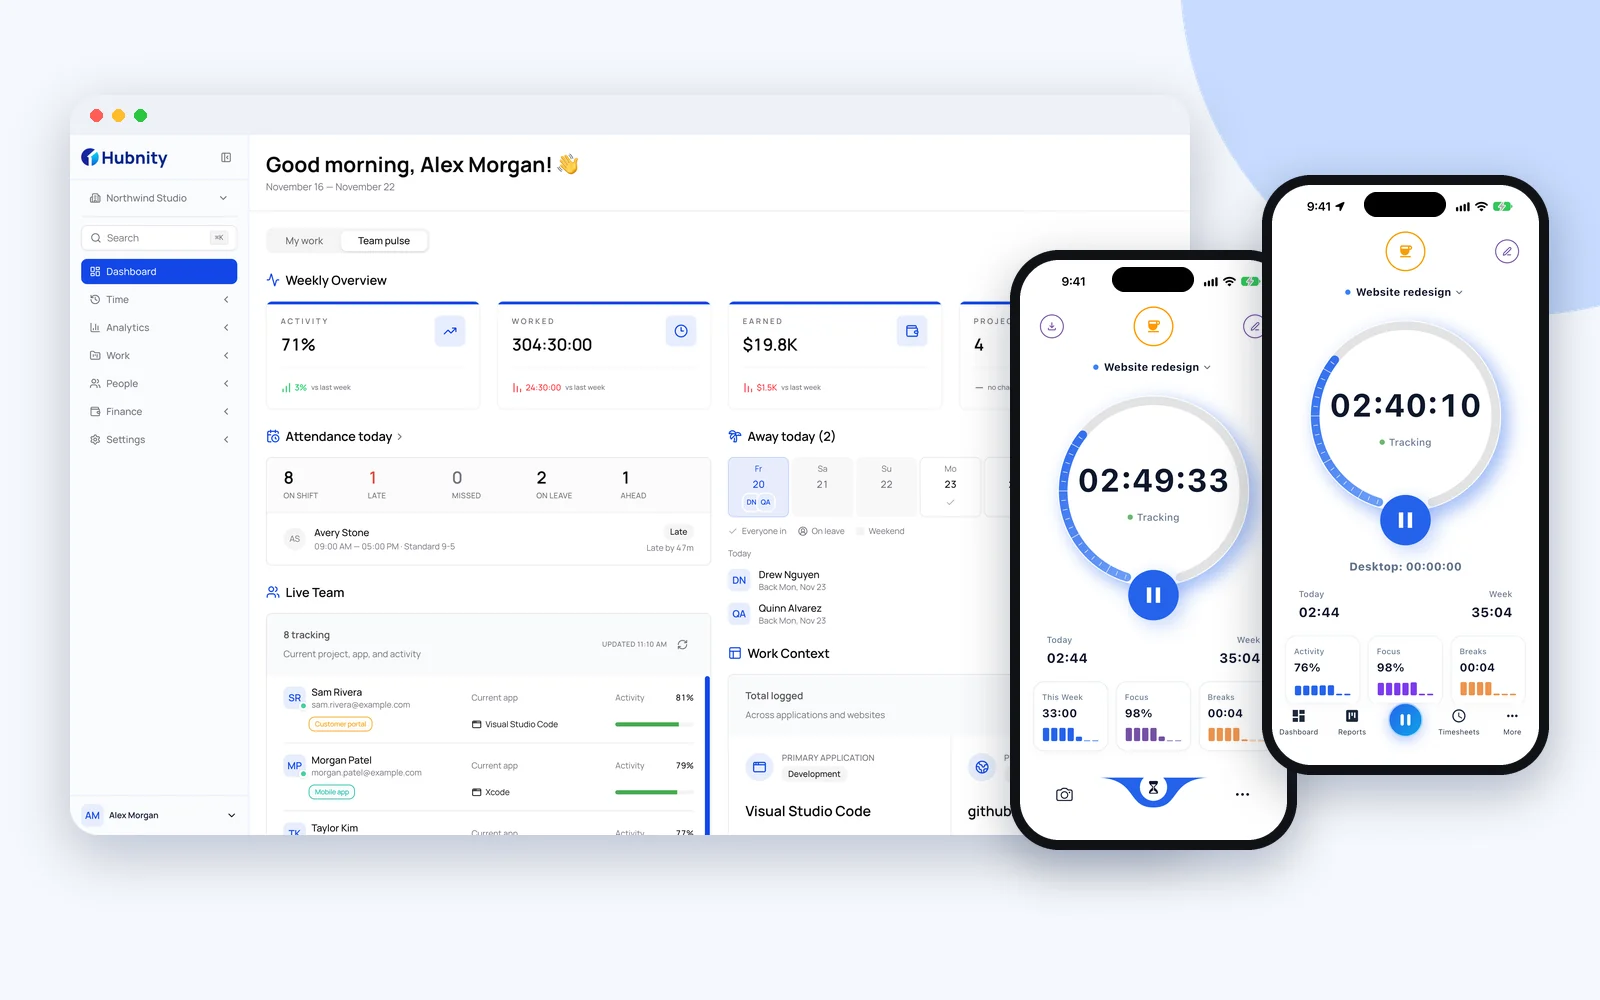 Hubnity
Northwind Studio
Search
⌘K
Dashboard
Time
Analytics
Work
People
Finance
Settings
AM
Alex Morgan
Good morning, Alex Morgan! 👋
November 16 — November 22
My work
Team pulse
Weekly Overview
ACTIVITY
71%
3% vs last week
WORKED
304:30:00
24:30:00 vs last week
EARNED
$19.8K
$1.5K vs last week
4
Attendance today
8
ON SHIFT
1
LATE
0
MISSED
2
ON LEAVE
1
AHEAD
AS
Avery Stone
09:00 AM — 05:00 PM · Standard 9-5
Late
Late by 47m
Live Team
8 tracking
Current project, app, and activity
UPDATED 11:10 AM
SR
Sam Rivera
sam.rivera@example.com
Customer portal
Current app
Visual Studio Code
Activity
81%
MP
Morgan Patel
morgan.patel@example.com
Mobile app
Current app
Xcode
Activity
79%
TK
Taylor Kim
Current app
Activity
77%
Away today (2)
Fr
20
DN QA
Sa
21
Su
22
Mo
23
Everyone in
On leave
Weekend
Today
DN
Drew Nguyen
Back Mon, Nov 23
QA
Quinn Alvarez
Back Mon, Nov 23
Work Context
Total logged
Across applications and websites
PRIMARY APPLICATION
Development
Visual Studio Code
9:41
Website redesign
02:49:33
Tracking
Today
02:44
Week
35:04
This Week
33:00
Focus
98%
Breaks
00:04
9:41
Website redesign
02:40:10
Tracking
Desktop: 00:00:00
Today
02:44
Week
35:04
Activity
76%
Focus
98%
Breaks
00:04
Dashboard
Reports
Timesheets
More